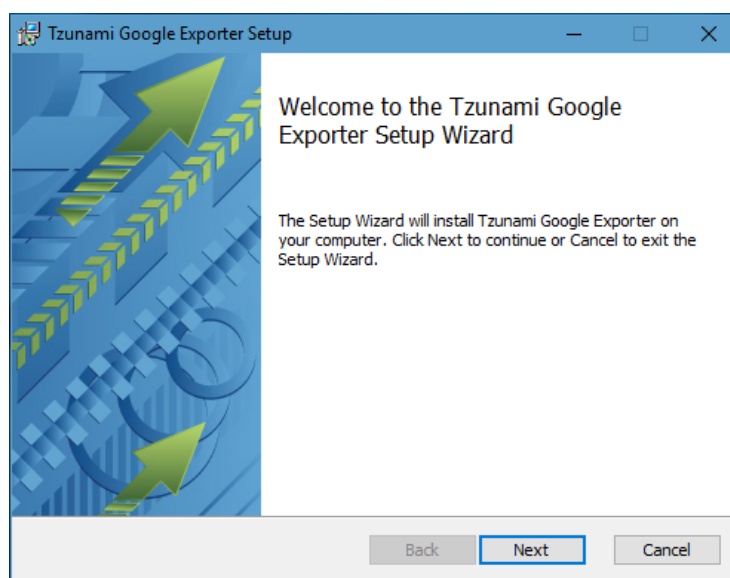 Tzunami Google Exporter Setup
Welcome to the Tzunami Google
Exporter Setup Wizard
The Setup Wizard will install Tzunami Google Exporter on
your computer. Click Next to continue or Cancel to exit the
Setup Wizard.
Back Next Cancel